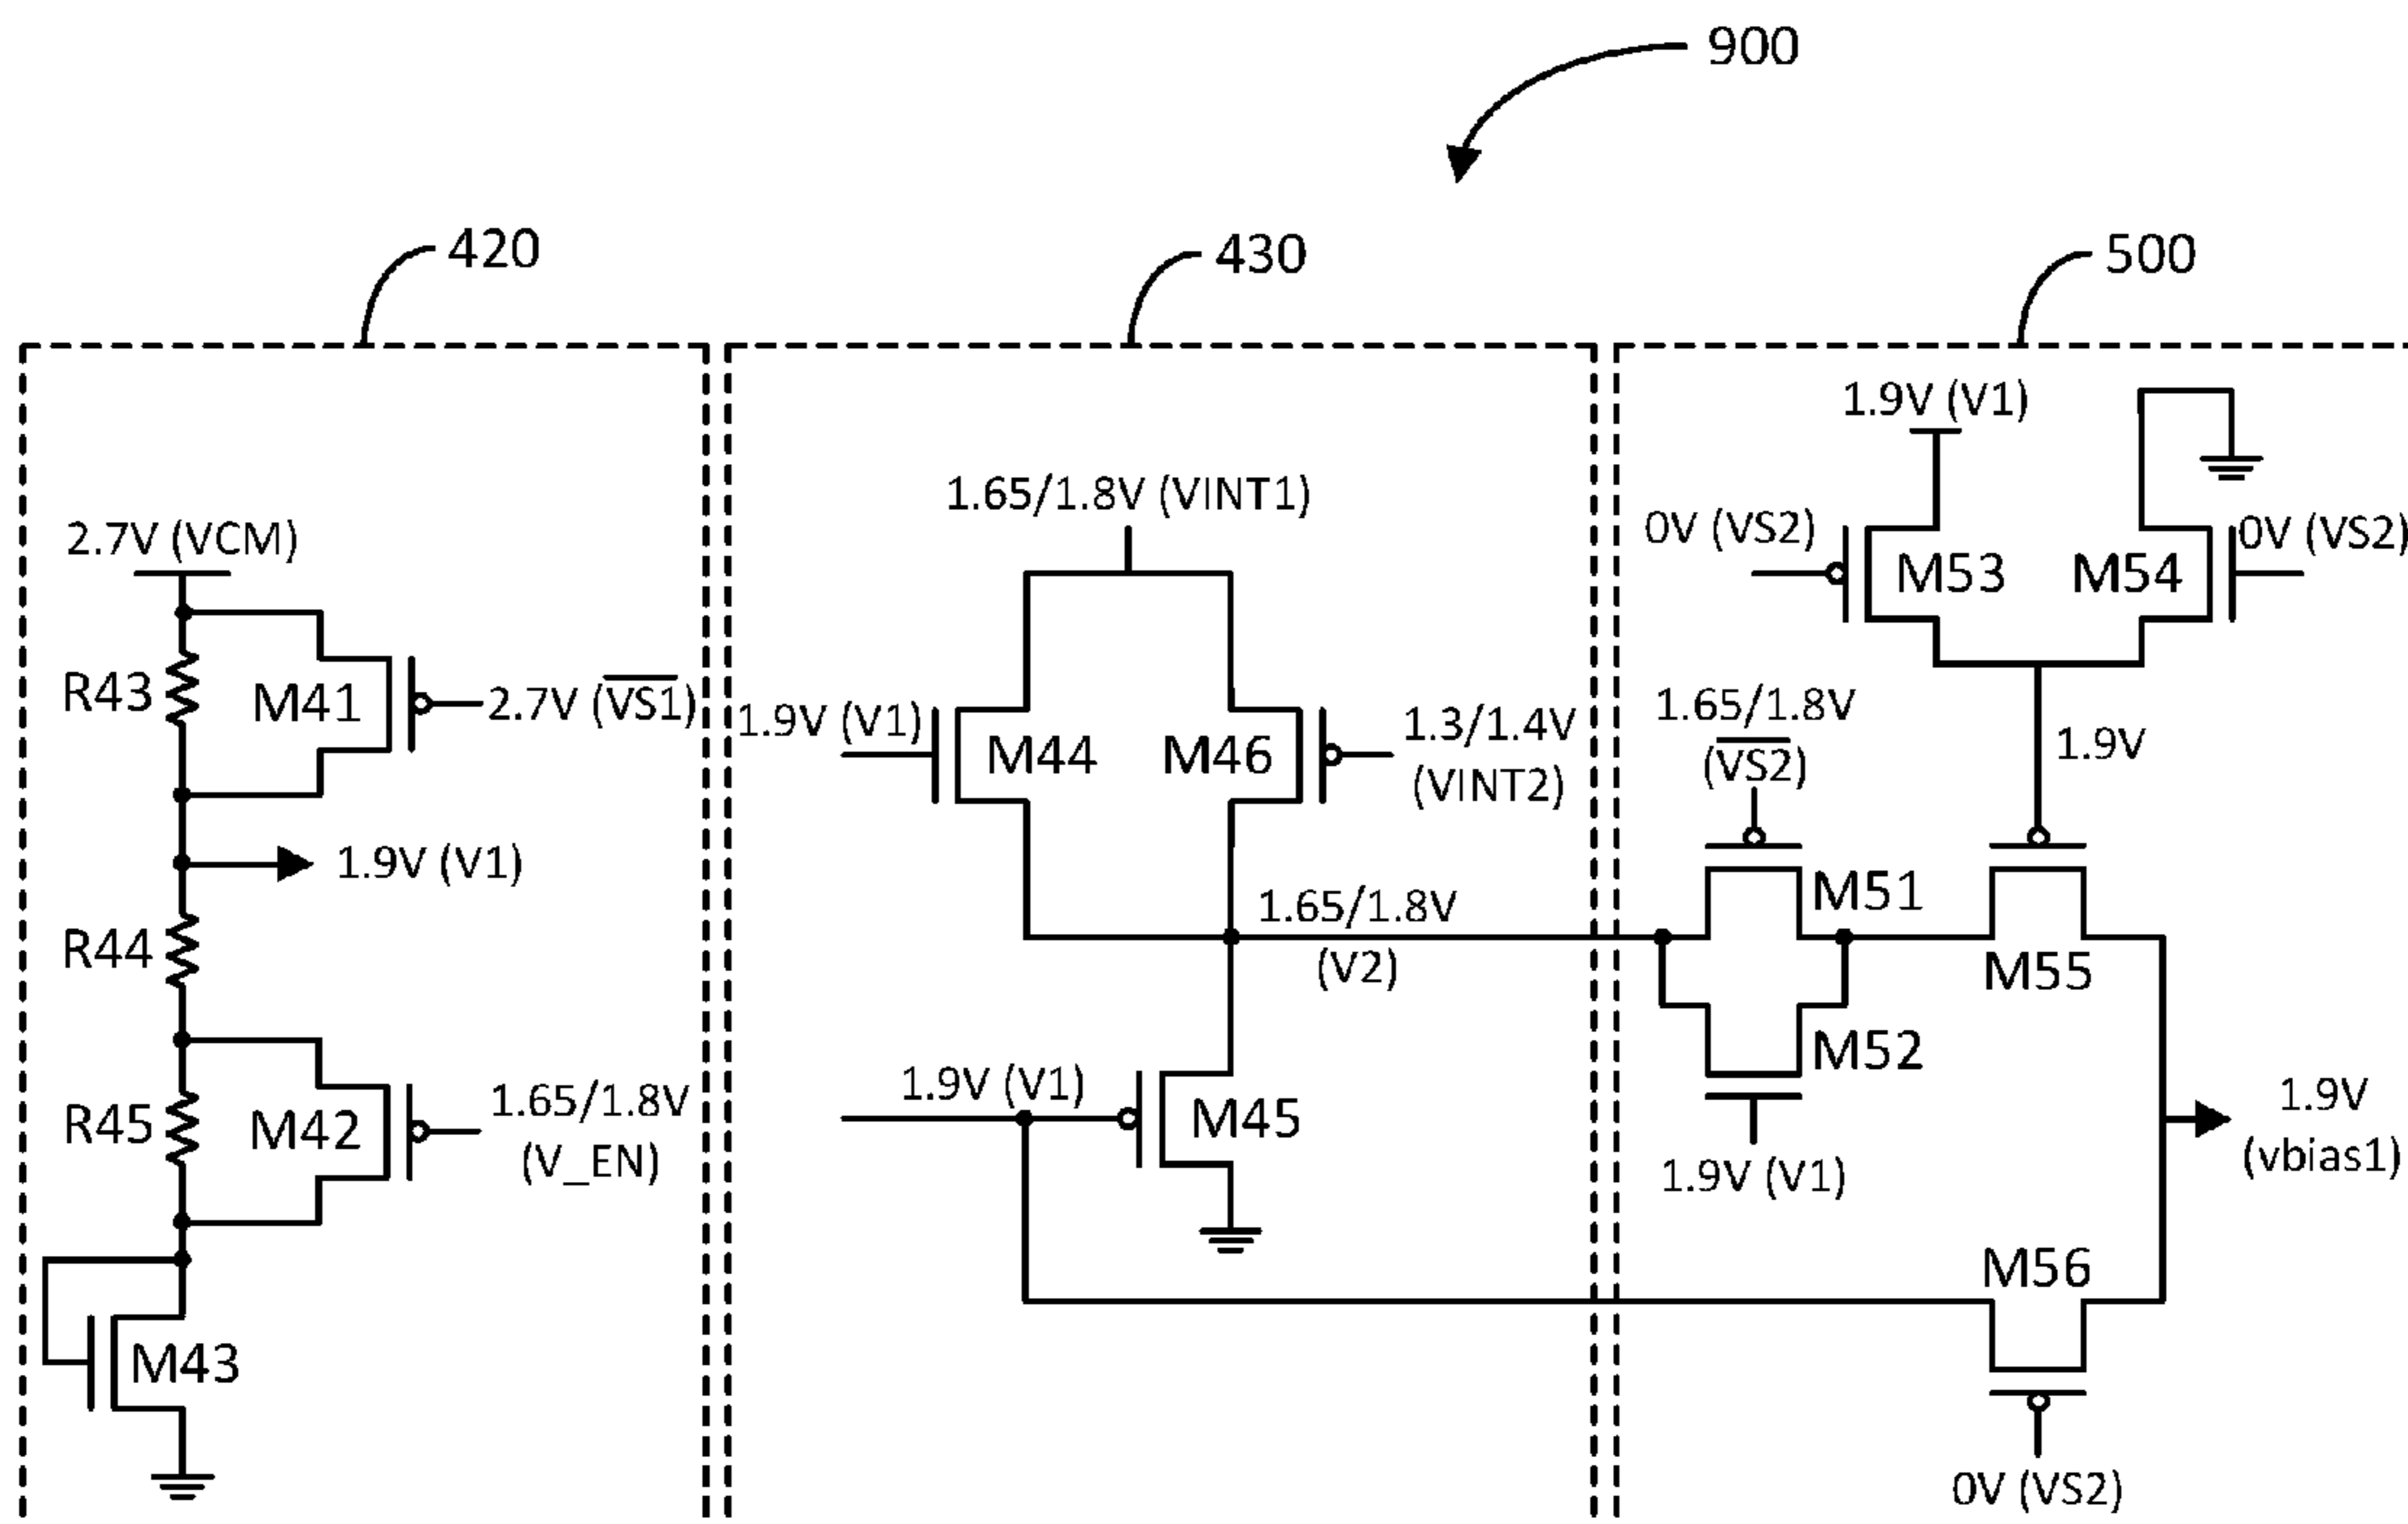 900
420
430
500
2.7V (VCM)
R43
M41
2.7V (VS1)
1.9V (V1)
R44
R45
M42
1.65/1.8V
(V_EN)
M43
1.65/1.8V (VINT1)
1.9V (V1)
M44
M46
1.3/1.4V
(VINT2)
1.65/1.8V
(V2)
1.9V (V1)
M45
1.9V (V1)
0V (VS2)
M53
M54
0V (VS2)
1.65/1.8V
(VS2)
1.9V
M51
M55
M52
1.9V (V1)
1.9V
(vbias1)
M56
0V (VS2)